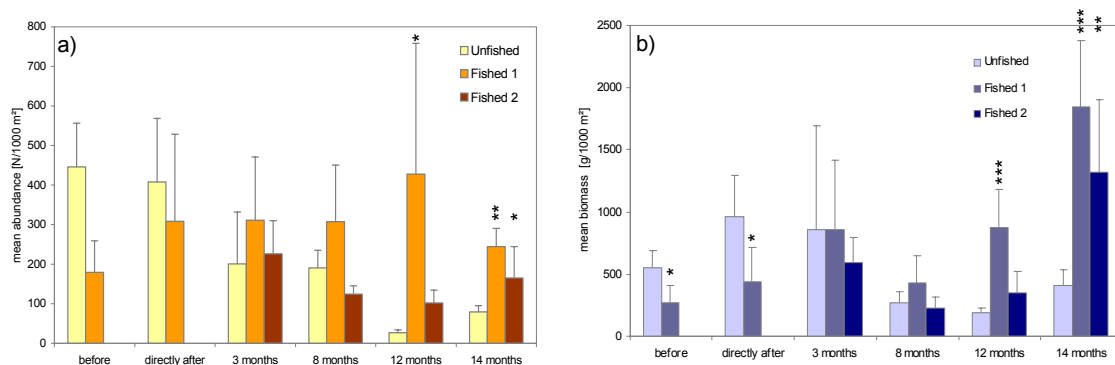 a)
800
700
600
500
400
300
200
100
0
mean abundance [N/1000 m²]
Unfished
Fished 1
Fished 2
*
**
*
before
directly after
3 months
8 months
12 months
14 months
b)
2500
2000
1500
1000
500
0
mean biomass [g/1000 m²]
Unfished
Fished 1
Fished 2
*
*
***
***
**
before
directly after
3 months
8 months
12 months
14 months